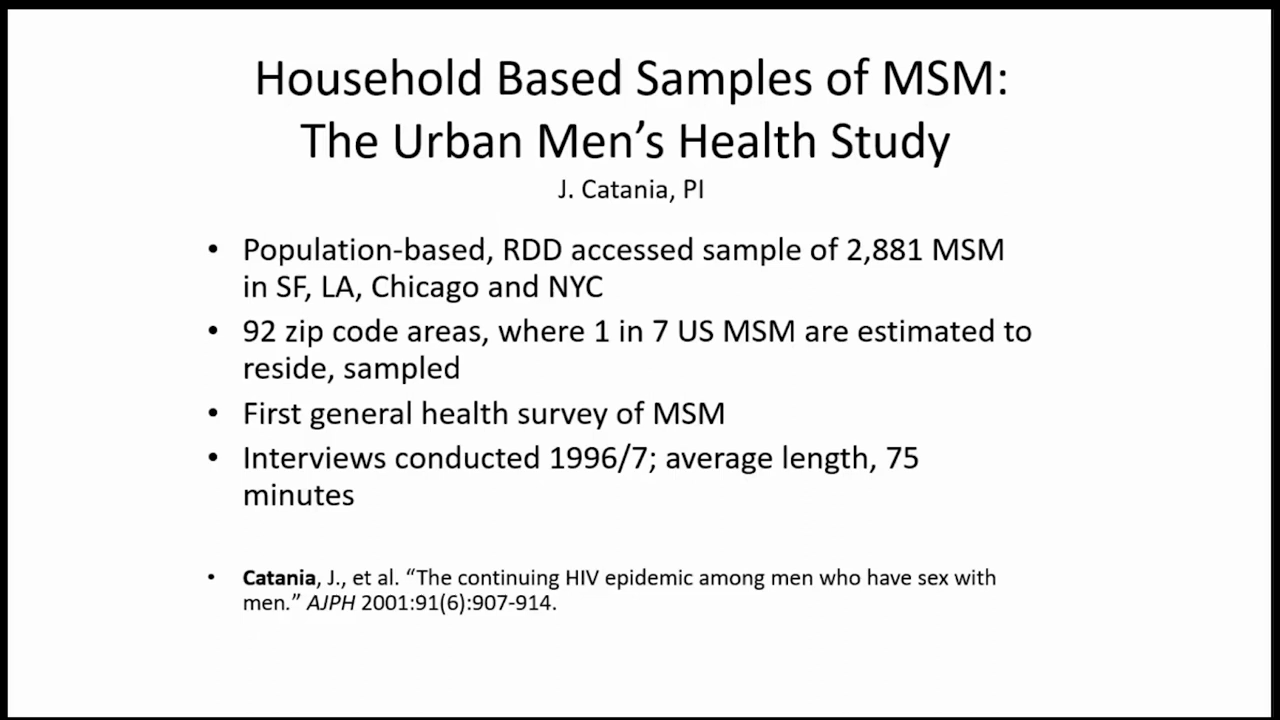 Household Based Samples of MSM:
The Urban Men’s Health Study
J. Catania, PI
• Population-based, RDD accessed sample of 2,881 MSM
in SF, LA, Chicago and NYC
• 92 zip code areas, where 1 in 7 US MSM are estimated to
reside, sampled
• First general health survey of MSM
• Interviews conducted 1996/7; average length, 75
minutes
• Catania, J., et al. “The continuing HIV epidemic among men who have sex with
men.” AJPH 2001:91(6):907-914.